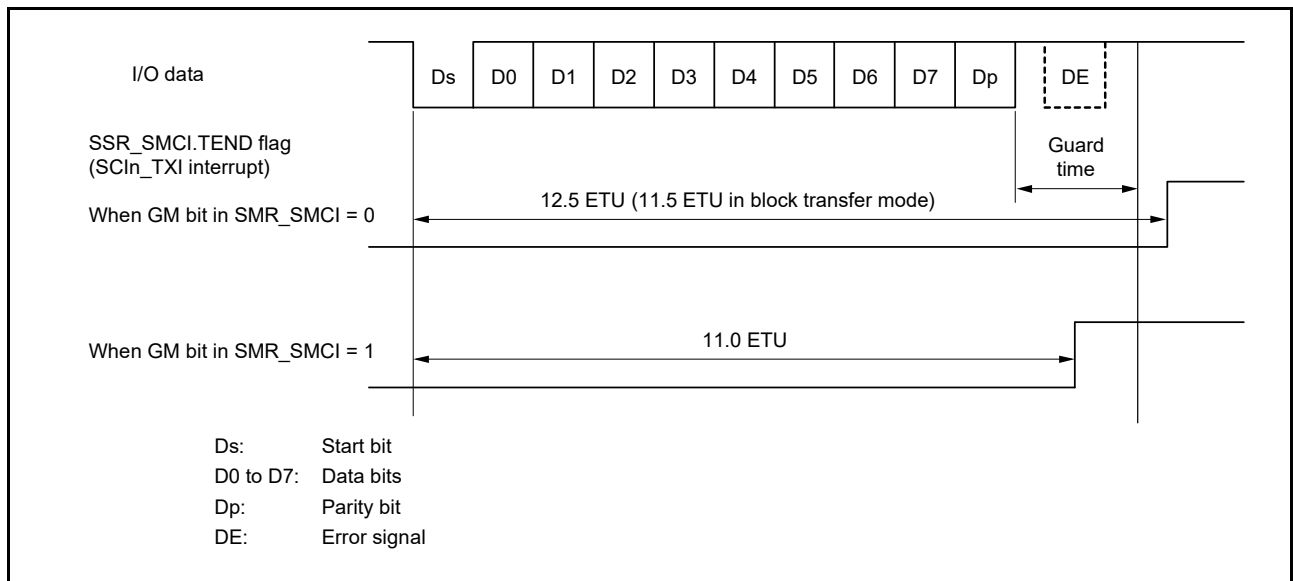 I/O data
Ds D0 D1 D2 D3 D4 D5 D6 D7 Dp DE
SSR_SMCI.TEND flag
(SCIn_TXI interrupt)
Guard
time
When GM bit in SMR_SMCI = 0
12.5 ETU (11.5 ETU in block transfer mode)
When GM bit in SMR_SMCI = 1
11.0 ETU
Ds: Start bit
D0 to D7: Data bits
Dp: Parity bit
DE: Error signal